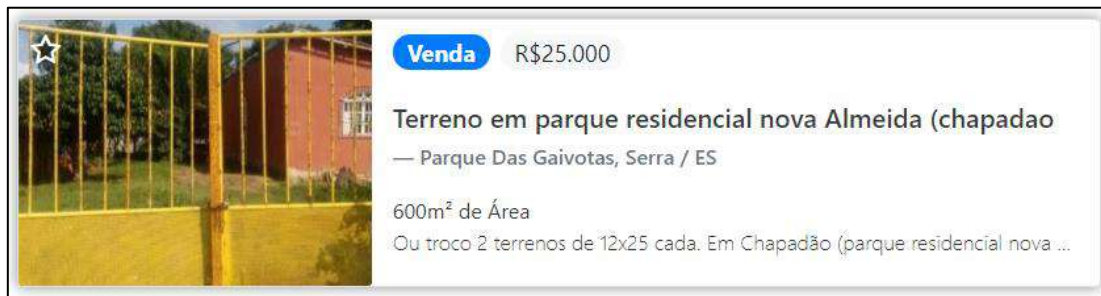 Venda R$25.000
Terreno em parque residencial nova Almeida (chapadao
— Parque Das Gaivotas, Serra / ES
600m² de Área
Ou troco 2 terrenos de 12x25 cada. Em Chapadão (parque residencial nova ...